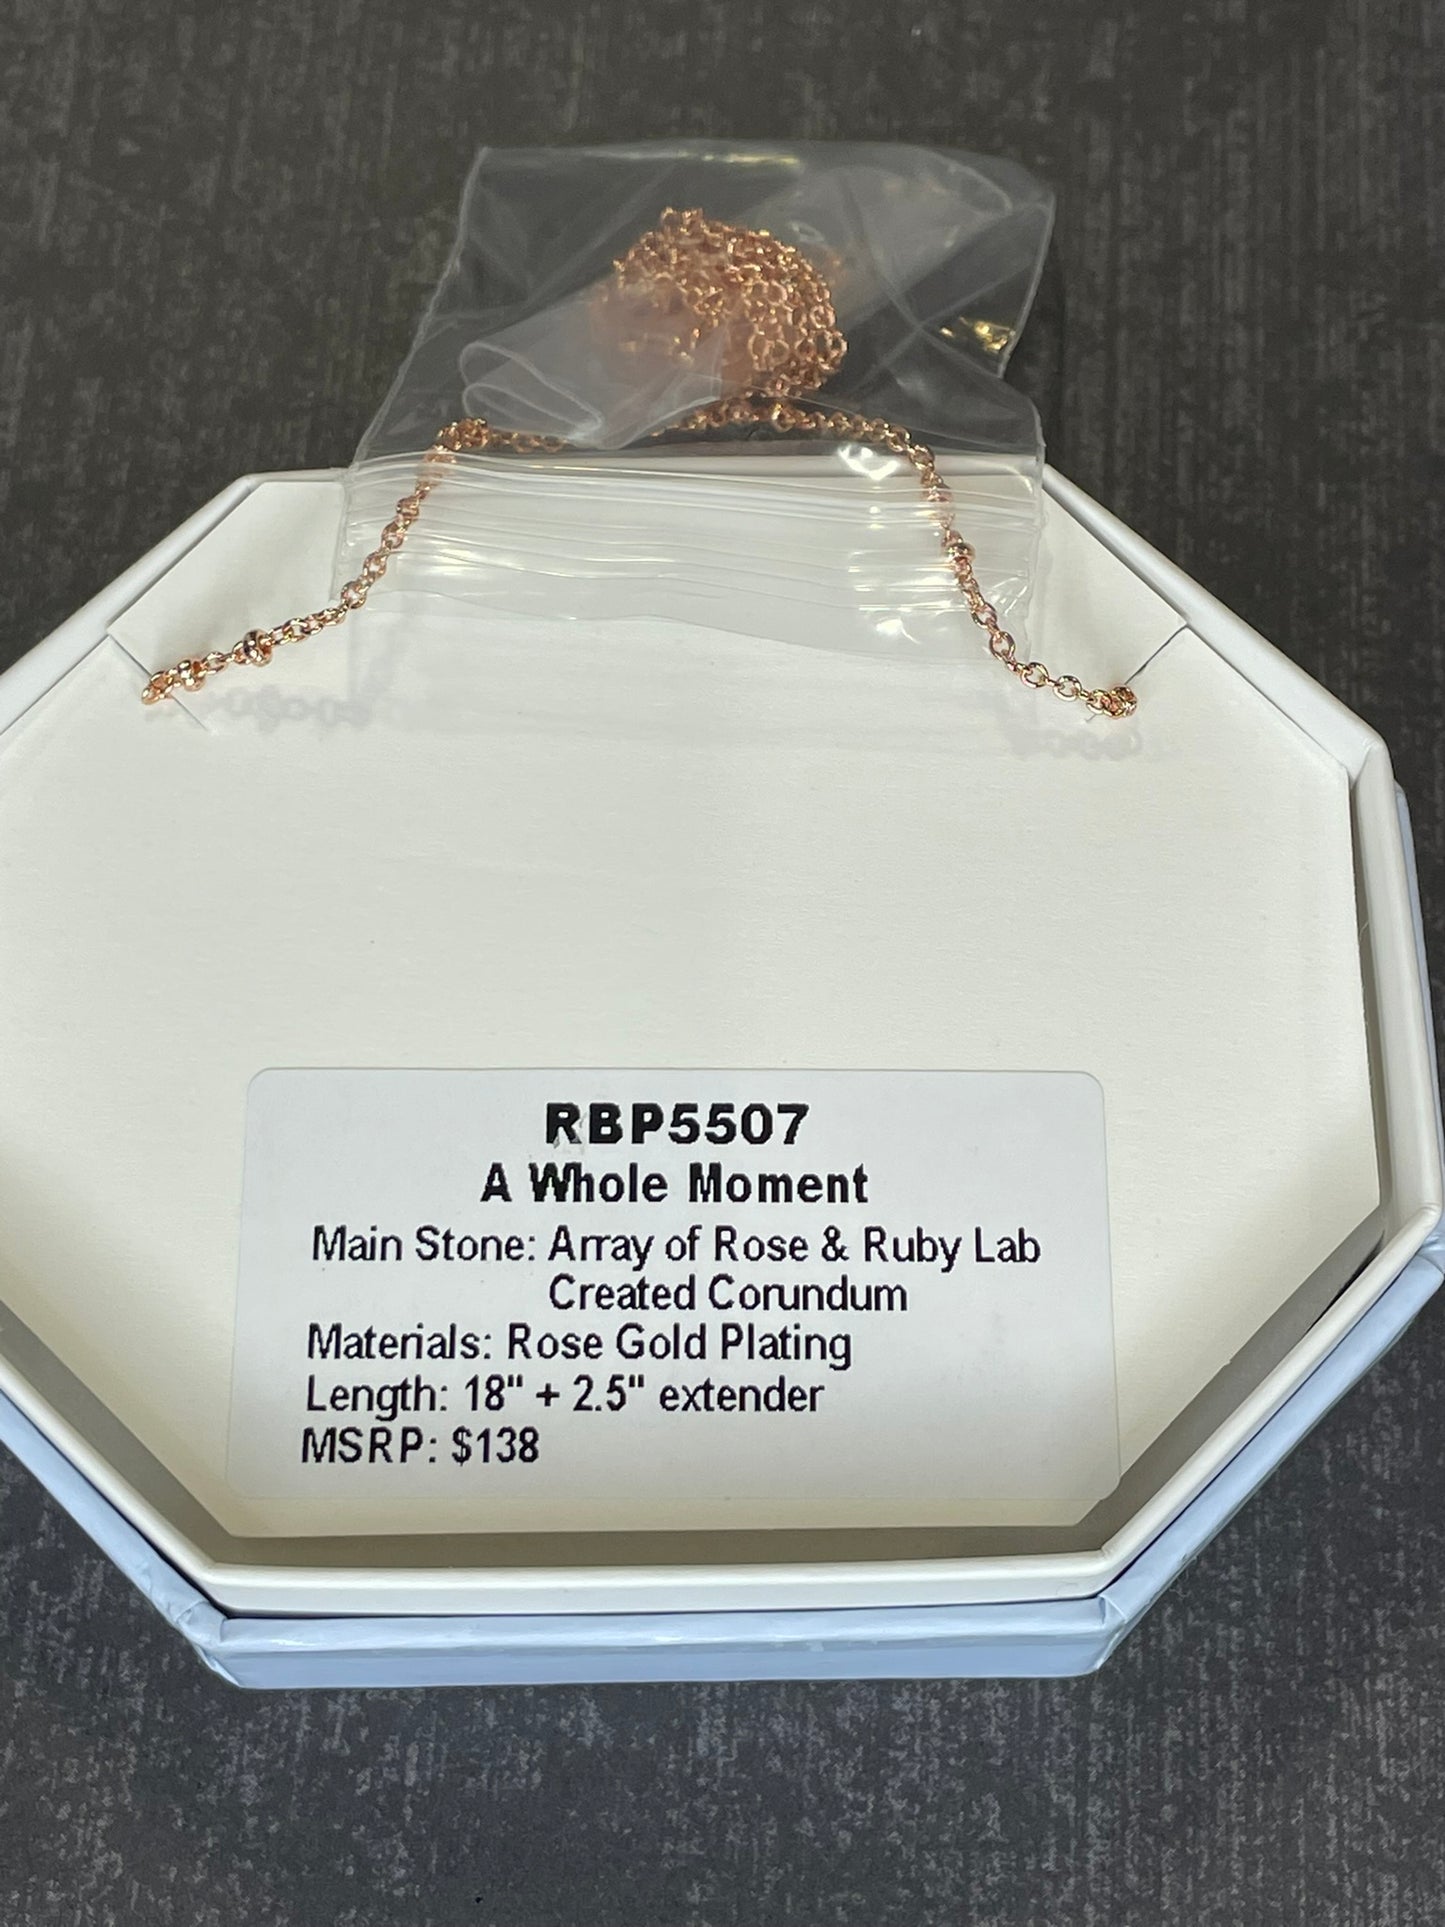 RBP5507
A Whole Moment
Main Stone: Array of Rose & Ruby Lab
Created Corundum
Materials: Rose Gold Plating
Length: 18" + 2.5" extender
MSRP: $138